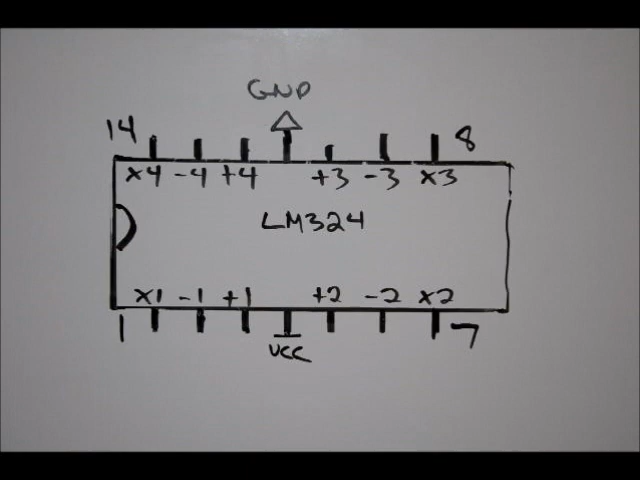 GND
14 8
x4 -4 +4 +3 -3 x3
LM324
x1 -1 +1 +2 -2 x2
1 7
VCC